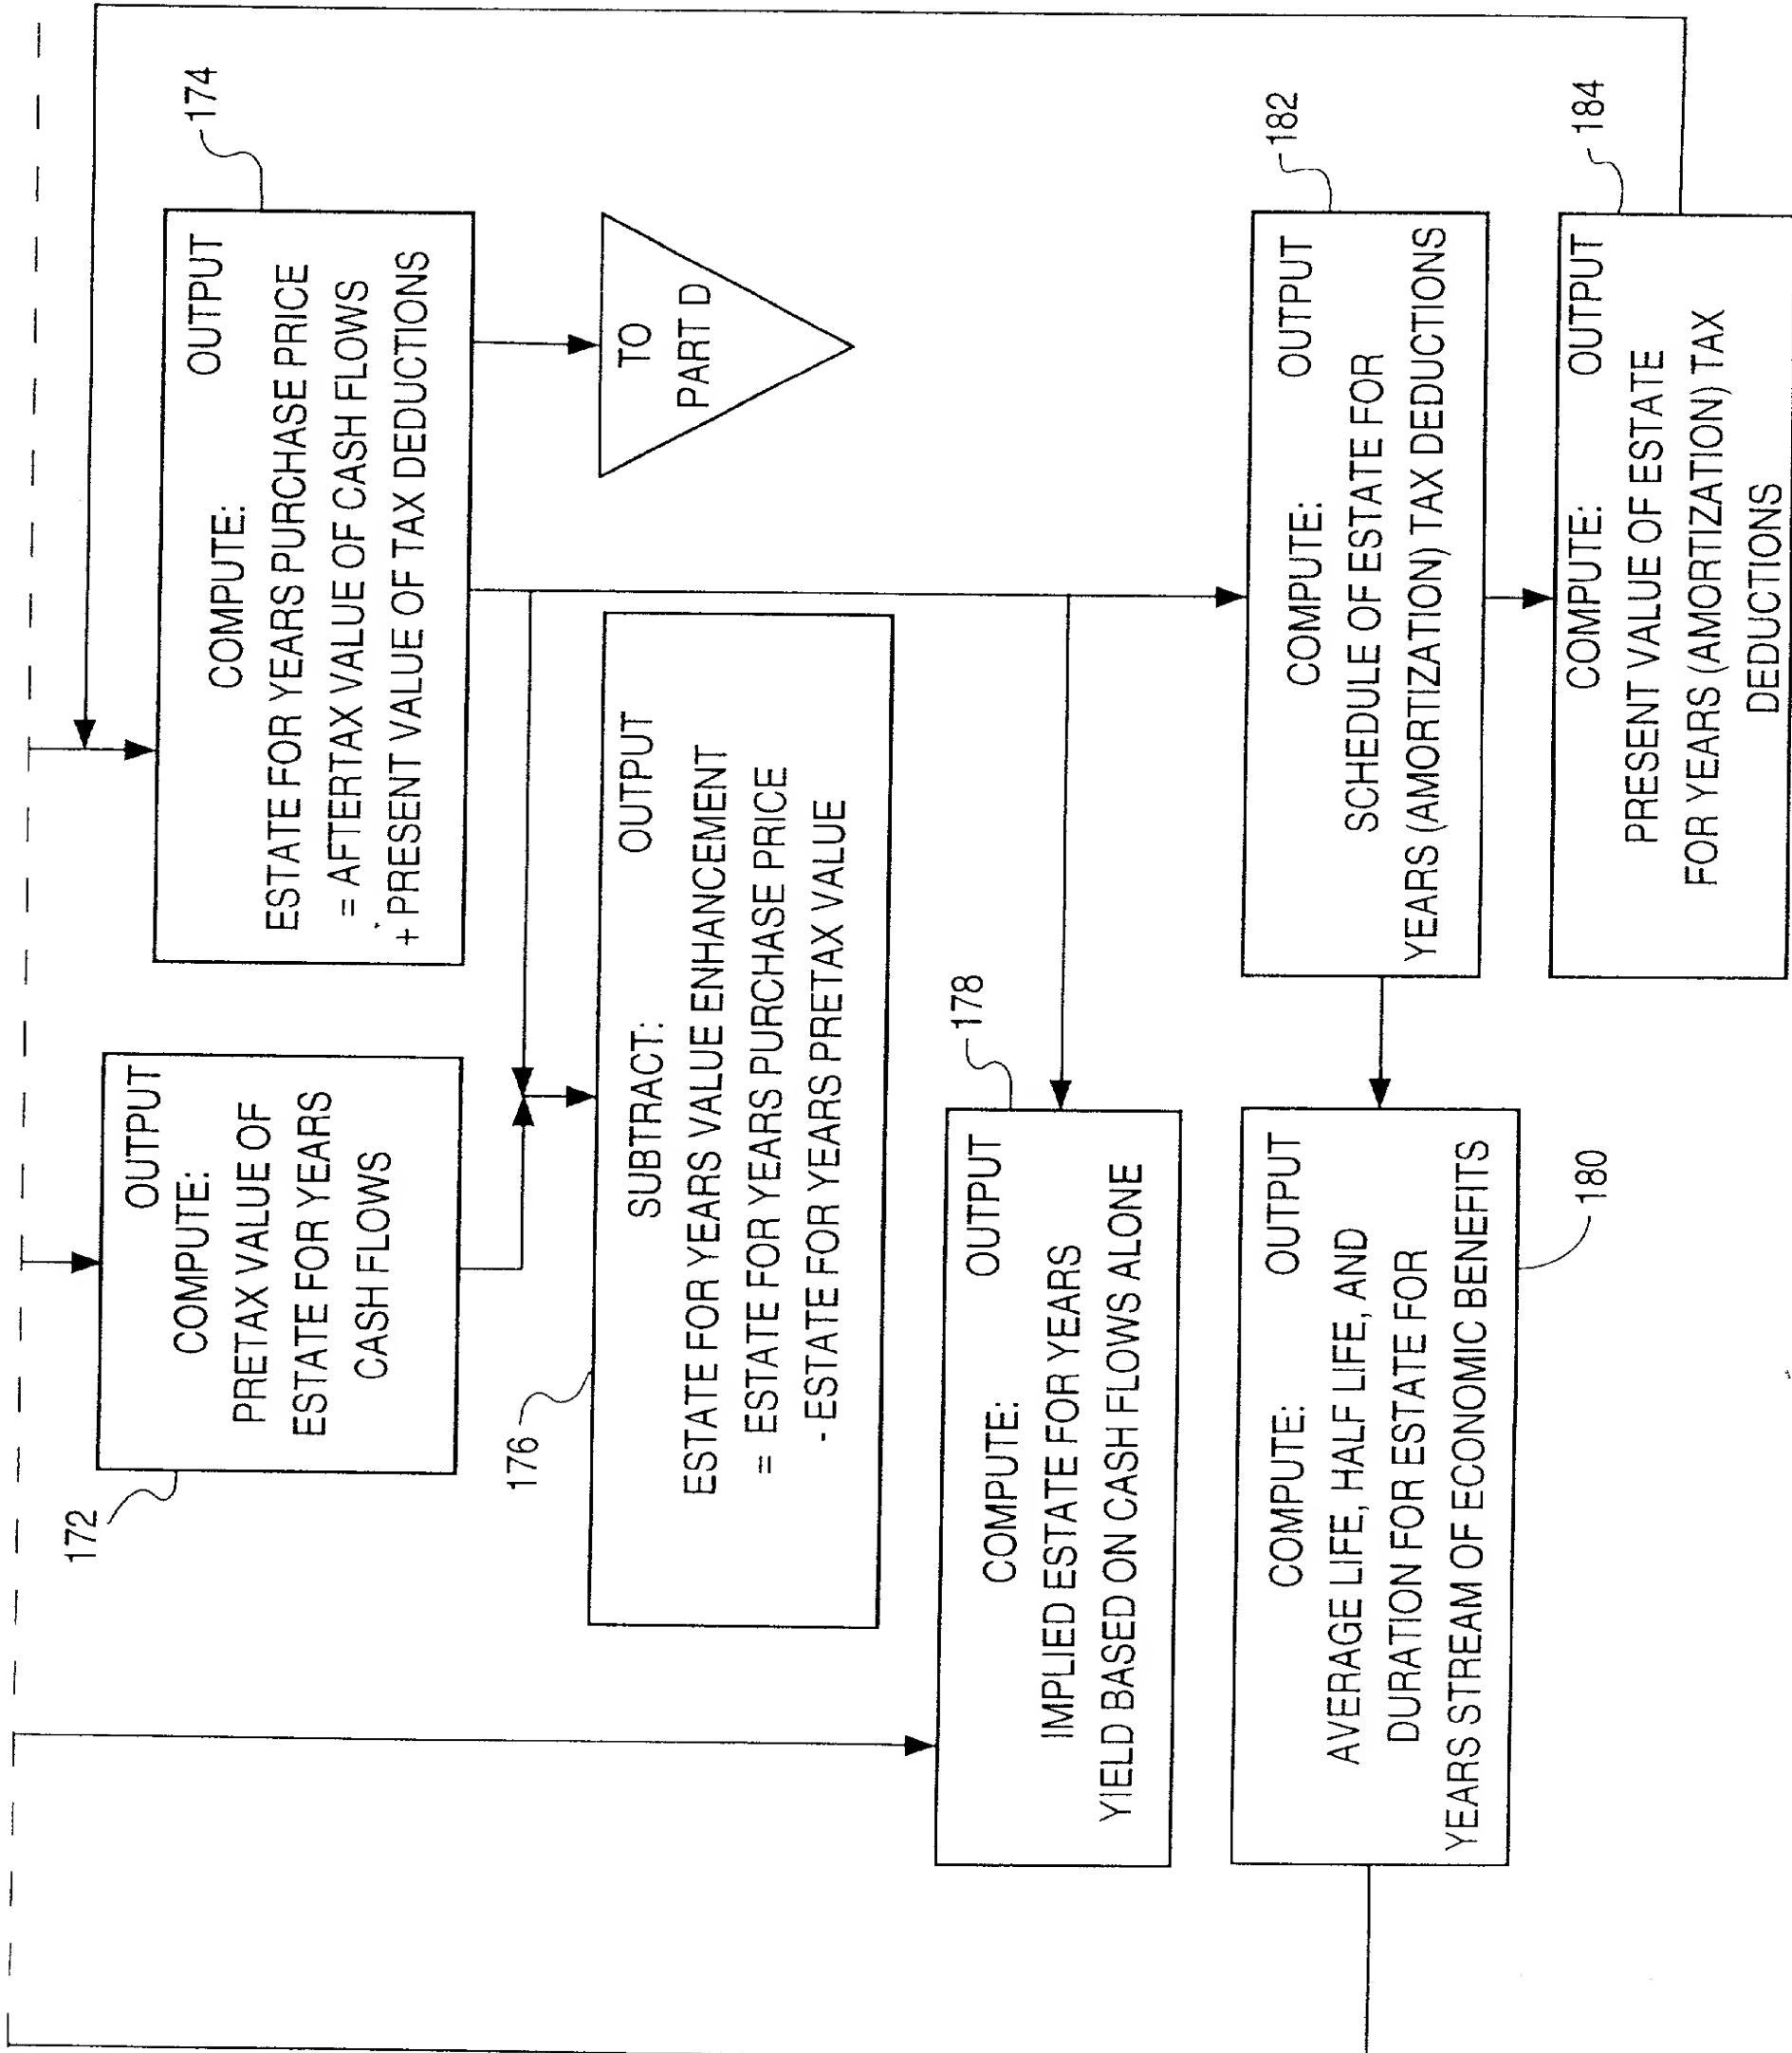 172
OUTPUT
COMPUTE:
PRETAX VALUE OF
ESTATE FOR YEARS
CASH FLOWS
174
OUTPUT
COMPUTE:
ESTATE FOR YEARS PURCHASE PRICE
= AFTERTAX VALUE OF CASH FLOWS
+ PRESENT VALUE OF TAX DEDUCTIONS
TO
PART D
176
SUBTRACT: OUTPUT
ESTATE FOR YEARS VALUE ENHANCEMENT
= ESTATE FOR YEARS PURCHASE PRICE
- ESTATE FOR YEARS PRETAX VALUE
178
COMPUTE: OUTPUT
IMPLIED ESTATE FOR YEARS
YIELD BASED ON CASH FLOWS ALONE
180
COMPUTE: OUTPUT
AVERAGE LIFE, HALF LIFE, AND
DURATION FOR ESTATE FOR
YEARS STREAM OF ECONOMIC BENEFITS
182
COMPUTE: OUTPUT
SCHEDULE OF ESTATE FOR
YEARS (AMORTIZATION) TAX DEDUCTIONS
184
COMPUTE: OUTPUT
PRESENT VALUE OF ESTATE
FOR YEARS (AMORTIZATION) TAX
DEDUCTIONS